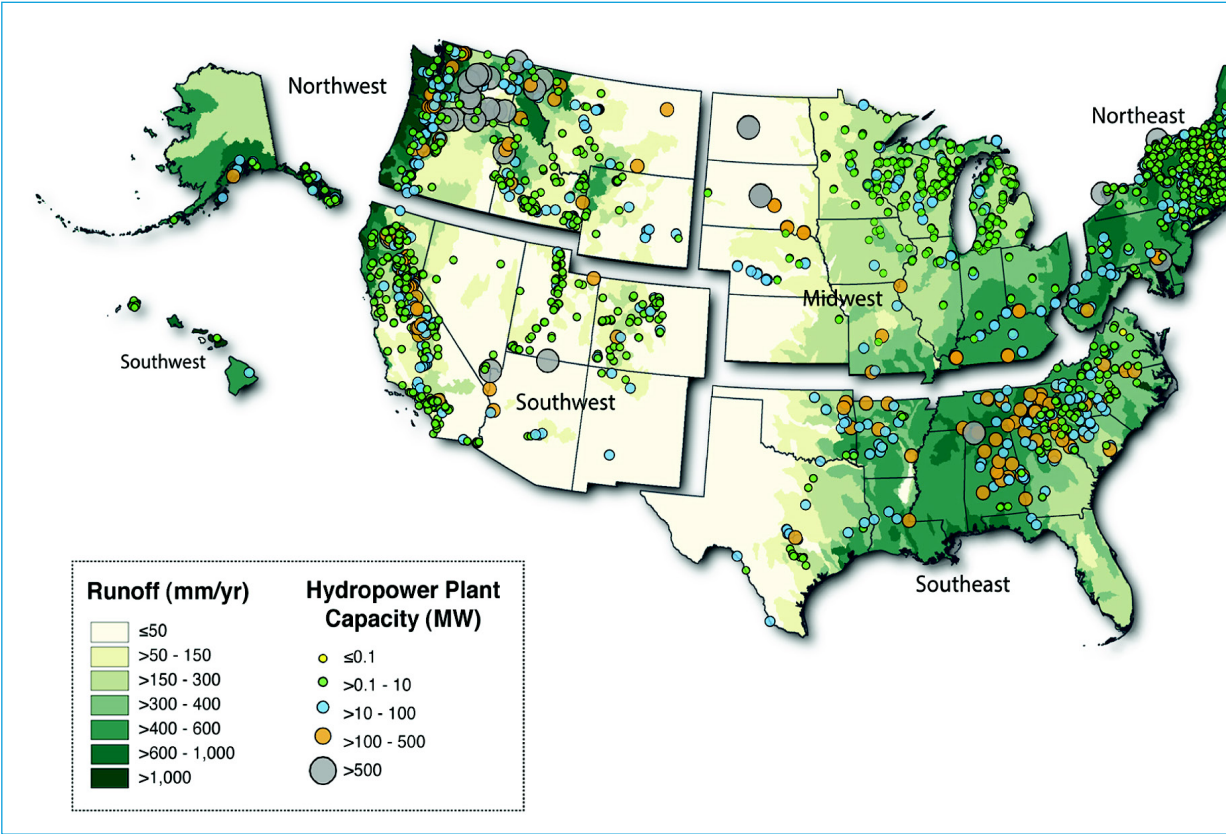 Northwest
Northeast
Midwest
Southwest
Southwest
Southeast
Runoff (mm/yr)
≤50
>50 - 150
>150 - 300
>300 - 400
>400 - 600
>600 - 1,000
>1,000
Hydropower Plant
Capacity (MW)
≤0.1
>0.1 - 10
>10 - 100
>100 - 500
>500